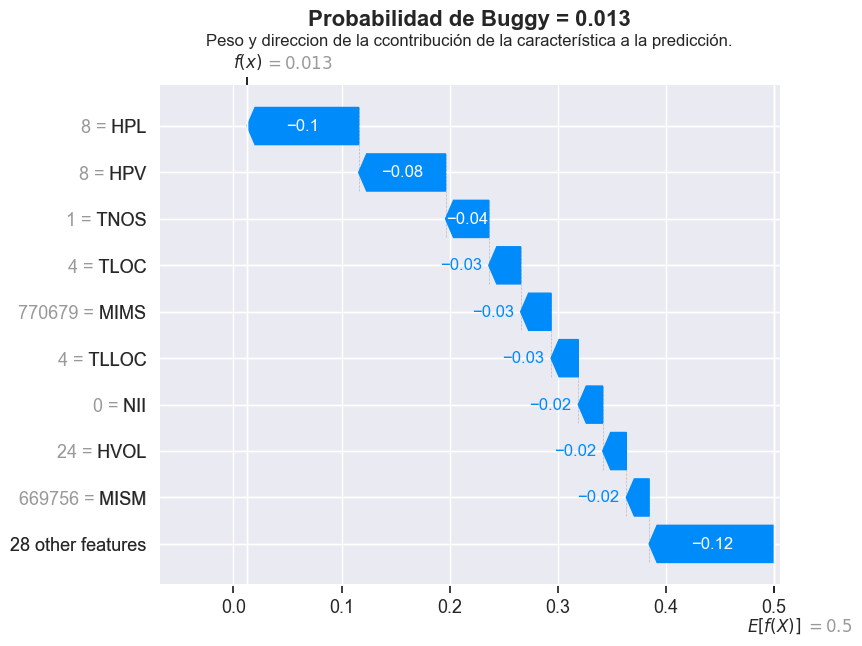 Probabilidad de Buggy = 0.013
Peso y direccion de la ccontribución de la característica a la predicción.
f(x) = 0.013
8 = HPL
−0.1
8 = HPV
−0.08
1 = TNOS
−0.04
4 = TLOC
−0.03
770679 = MIMS
−0.03
4 = TLLOC
−0.03
0 = NII
−0.02
24 = HVOL
−0.02
669756 = MISM
−0.02
28 other features
−0.12
0.0 0.1 0.2 0.3 0.4 0.5
E[f(X)] = 0.5